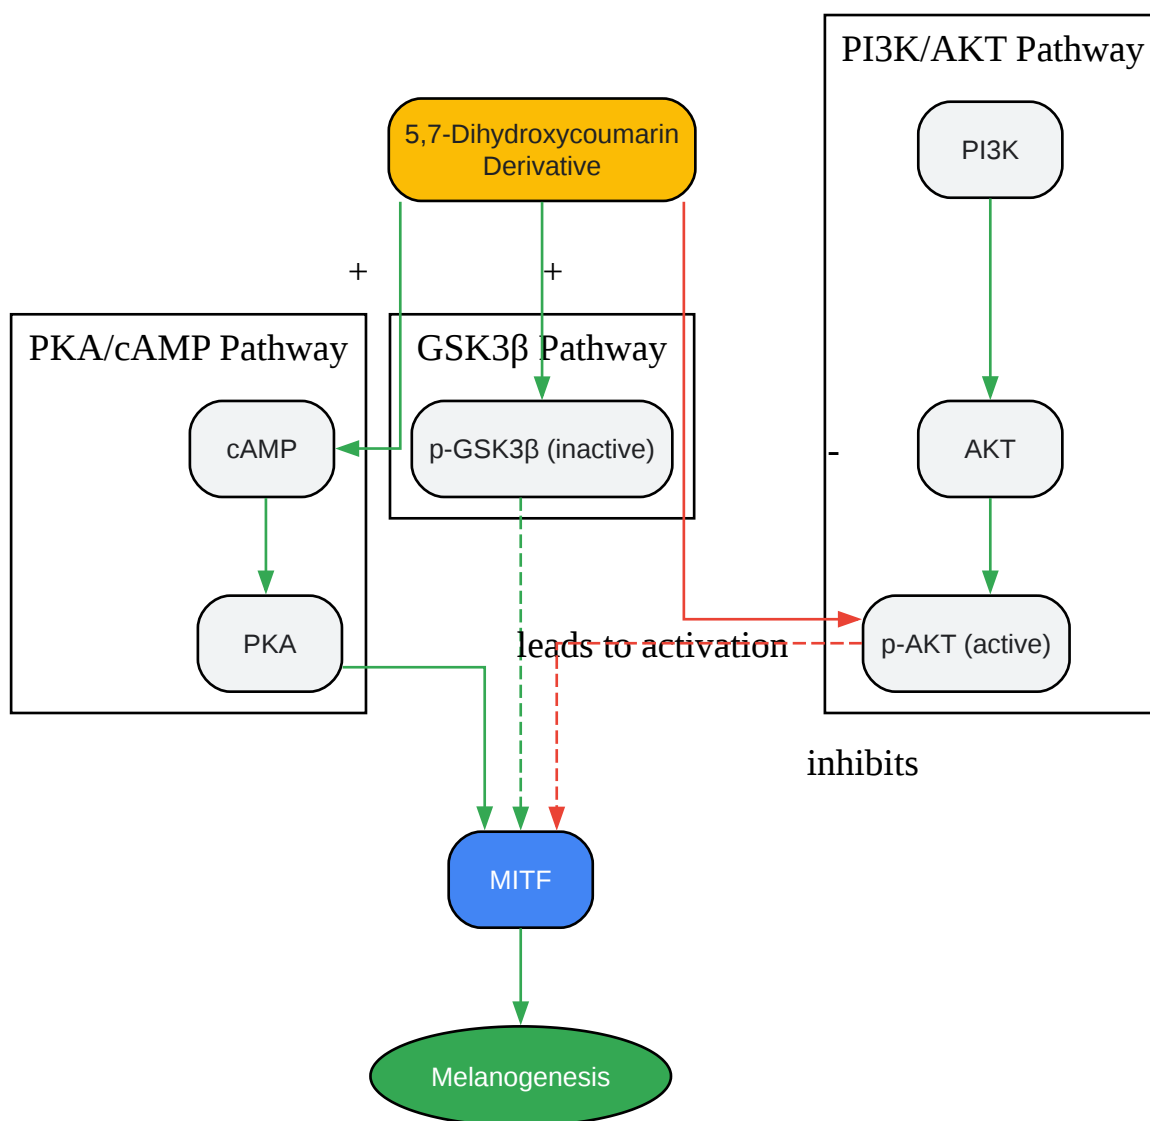 PI3K/AKT Pathway
5,7-Dihydroxycoumarin
Derivative
PI3K
+
+
PKA/cAMP Pathway
GSK3β Pathway
cAMP
p-GSK3β (inactive)
-
AKT
PKA
leads to activation
p-AKT (active)
inhibits
MITF
Melanogenesis